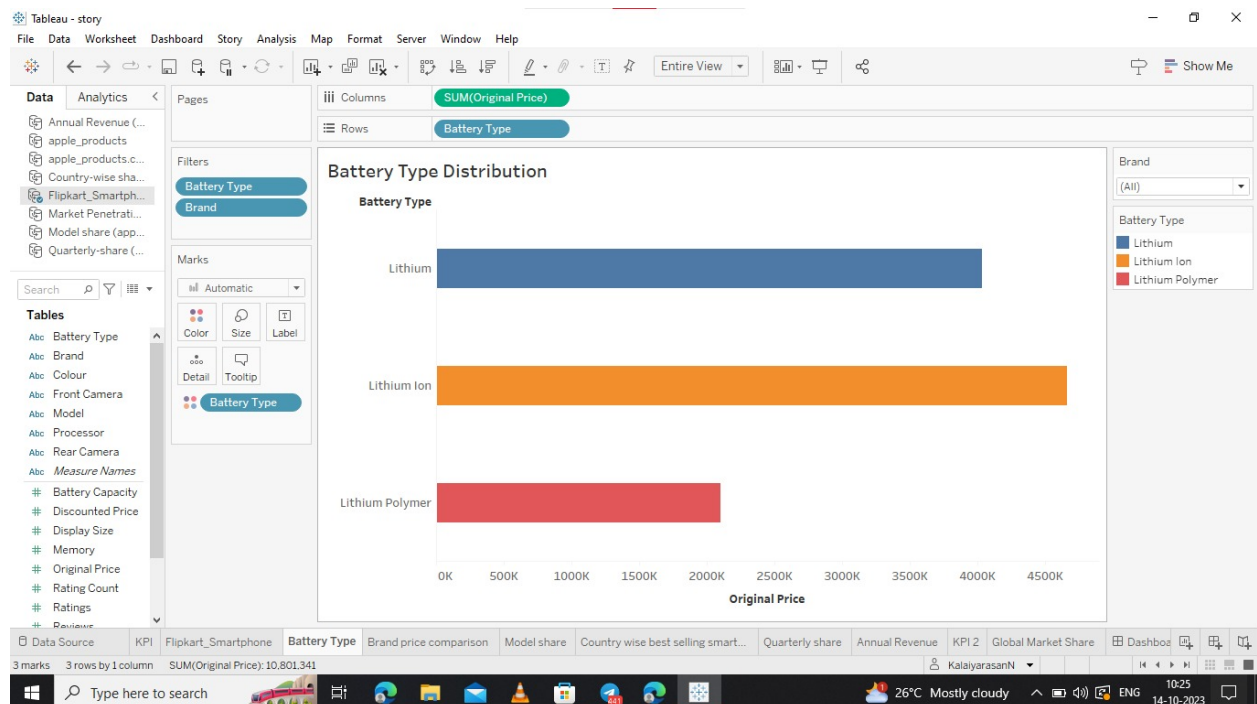 Tableau - story
File Data Worksheet Dashboard Story Analysis Map Format Server Window Help
Entire View
Show Me
Data Analytics
Annual Revenue (...
apple_products
apple_products.c...
Country-wise sha...
Flipkart_Smartph...
Market Penetrati...
Model share (app...
Quarterly-share (...
Search
Tables
Abc Battery Type
Abc Brand
Abc Colour
Abc Front Camera
Abc Model
Abc Processor
Abc Rear Camera
Abc Measure Names
# Battery Capacity
# Discounted Price
# Display Size
# Memory
# Original Price
# Rating Count
# Ratings
# Reviews
Pages
Filters
Battery Type
Brand
Marks
Automatic
Color Size Label
Detail Tooltip
Battery Type
Columns SUM(Original Price)
Rows Battery Type
Battery Type Distribution
Battery Type
Lithium
Lithium Ion
Lithium Polymer
0K 500K 1000K 1500K 2000K 2500K 3000K 3500K 4000K 4500K
Original Price
Brand
(All)
Battery Type
Lithium
Lithium Ion
Lithium Polymer
Data Source KPI Flipkart_Smartphone Battery Type Brand price comparison Model share Country wise best selling smart... Quarterly share Annual Revenue KPI 2 Global Market Share Dashboa
3 marks 3 rows by 1 column SUM(Original Price): 10,801,341 KalaiyarasanN
Type here to search 26°C Mostly cloudy ENG 10:25
14-10-2023